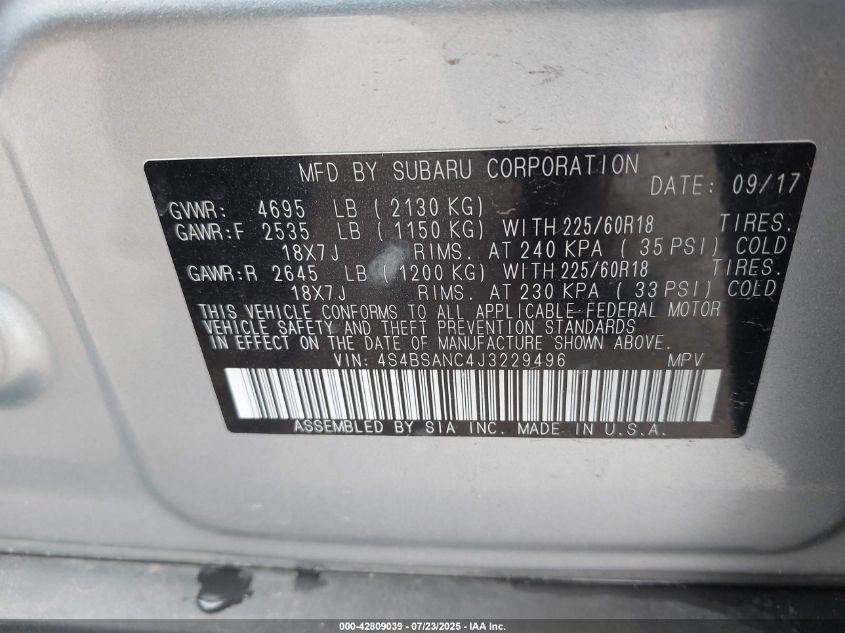 MFD BY SUBARU CORPORATION
DATE: 09/17
GVWR: 4695 LB ( 2130 KG)
GAWR:F 2535 LB ( 1150 KG) WITH 225/60R18 TIRES.
18X7J RIMS. AT 240 KPA ( 35 PSI) COLD
GAWR:R 2645 LB ( 1200 KG) WITH 225/60R18 TIRES.
18X7J RIMS. AT 230 KPA ( 33 PSI) COLD
THIS VEHICLE CONFORMS TO ALL APPLICABLE FEDERAL MOTOR
VEHICLE SAFETY AND THEFT PREVENTION STANDARDS
IN EFFECT ON THE DATE OF MANUFACTURE SHOWN ABOVE.
VIN: 4S4BSANC4J3229496 MPV
ASSEMBLED BY SIA INC. MADE IN U.S.A.
000-42809039 - 07/23/2025 - IAA Inc.